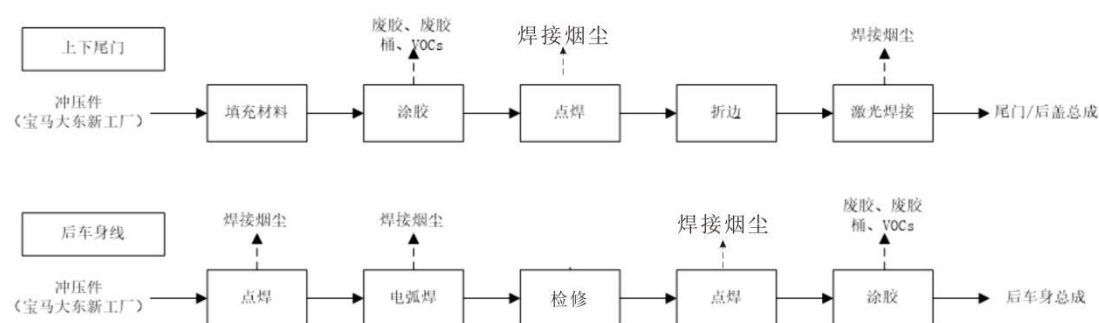 上下尾门
废胶、废胶
桶、VOCs
焊接烟尘
焊接烟尘
冲压件
（宝马大东新工厂）
填充材料
涂胶
点焊
折边
激光焊接
尾门/后盖总成
后车身线
焊接烟尘
焊接烟尘
焊接烟尘
废胶、废胶
桶、VOCs
冲压件
（宝马大东新工厂）
点焊
电弧焊
检修
点焊
涂胶
后车身总成